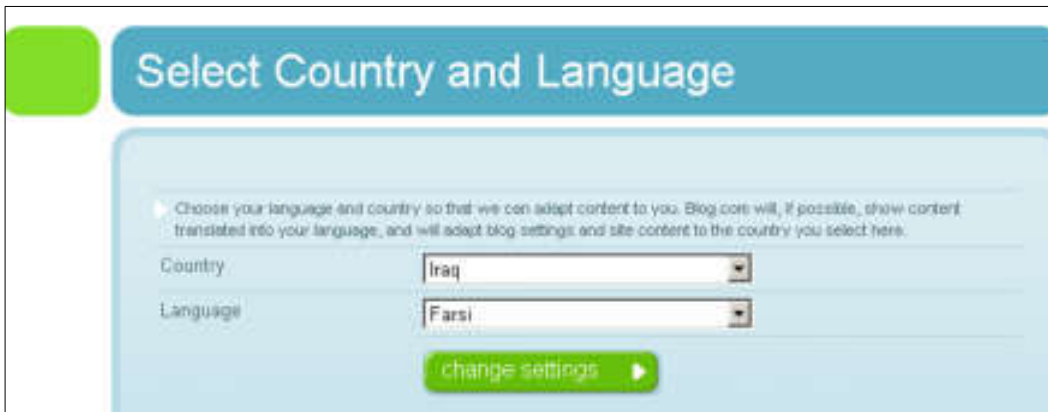 Select Country and Language
Choose your language and country so that we can adapt content to you. Blog.com will, if possible, show content
translated into your language, and will adapt blog settings and site content to the country you select here.
Country
Iraq
Language
Farsi
change settings